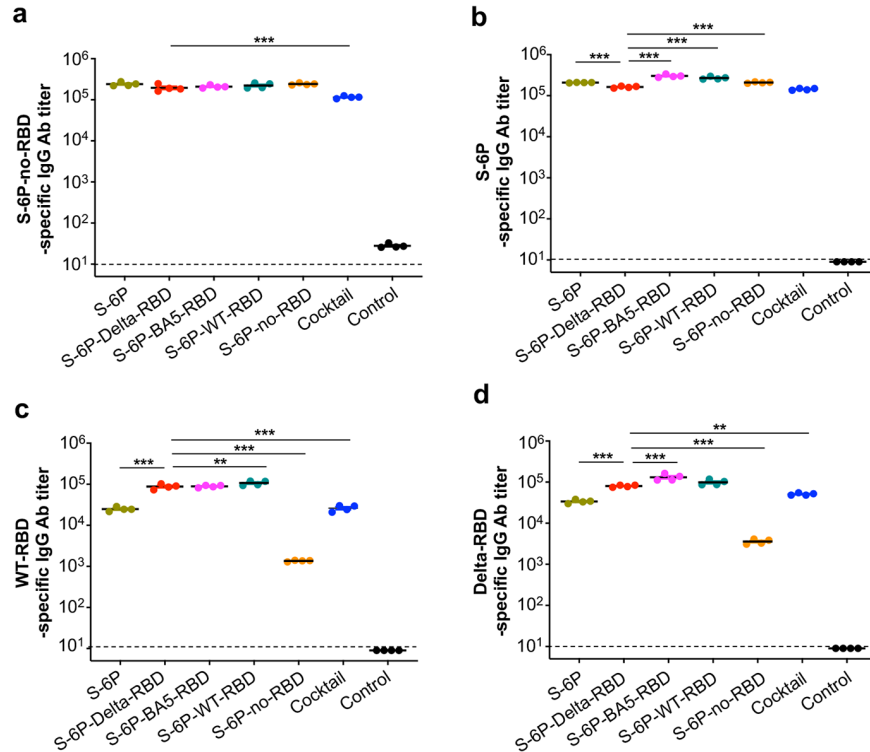 a
S-6P-no-RBD
-specific IgG Ab titer
10⁶
10⁵
10⁴
10³
10²
10¹
***
S-6P
S-6P-Delta-RBD
S-6P-BA5-RBD
S-6P-WT-RBD
S-6P-no-RBD
Cocktail
Control
b
S-6P
-specific IgG Ab titer
10⁶
10⁵
10⁴
10³
10²
10¹
***
***
*** ***
S-6P
S-6P-Delta-RBD
S-6P-BA5-RBD
S-6P-WT-RBD
S-6P-no-RBD
Cocktail
Control
c
WT-RBD
-specific IgG Ab titer
10⁶
10⁵
10⁴
10³
10²
10¹
***
***
*** **
S-6P
S-6P-Delta-RBD
S-6P-BA5-RBD
S-6P-WT-RBD
S-6P-no-RBD
Cocktail
Control
d
Delta-RBD
-specific IgG Ab titer
10⁶
10⁵
10⁴
10³
10²
10¹
**
***
*** ***
S-6P
S-6P-Delta-RBD
S-6P-BA5-RBD
S-6P-WT-RBD
S-6P-no-RBD
Cocktail
Control